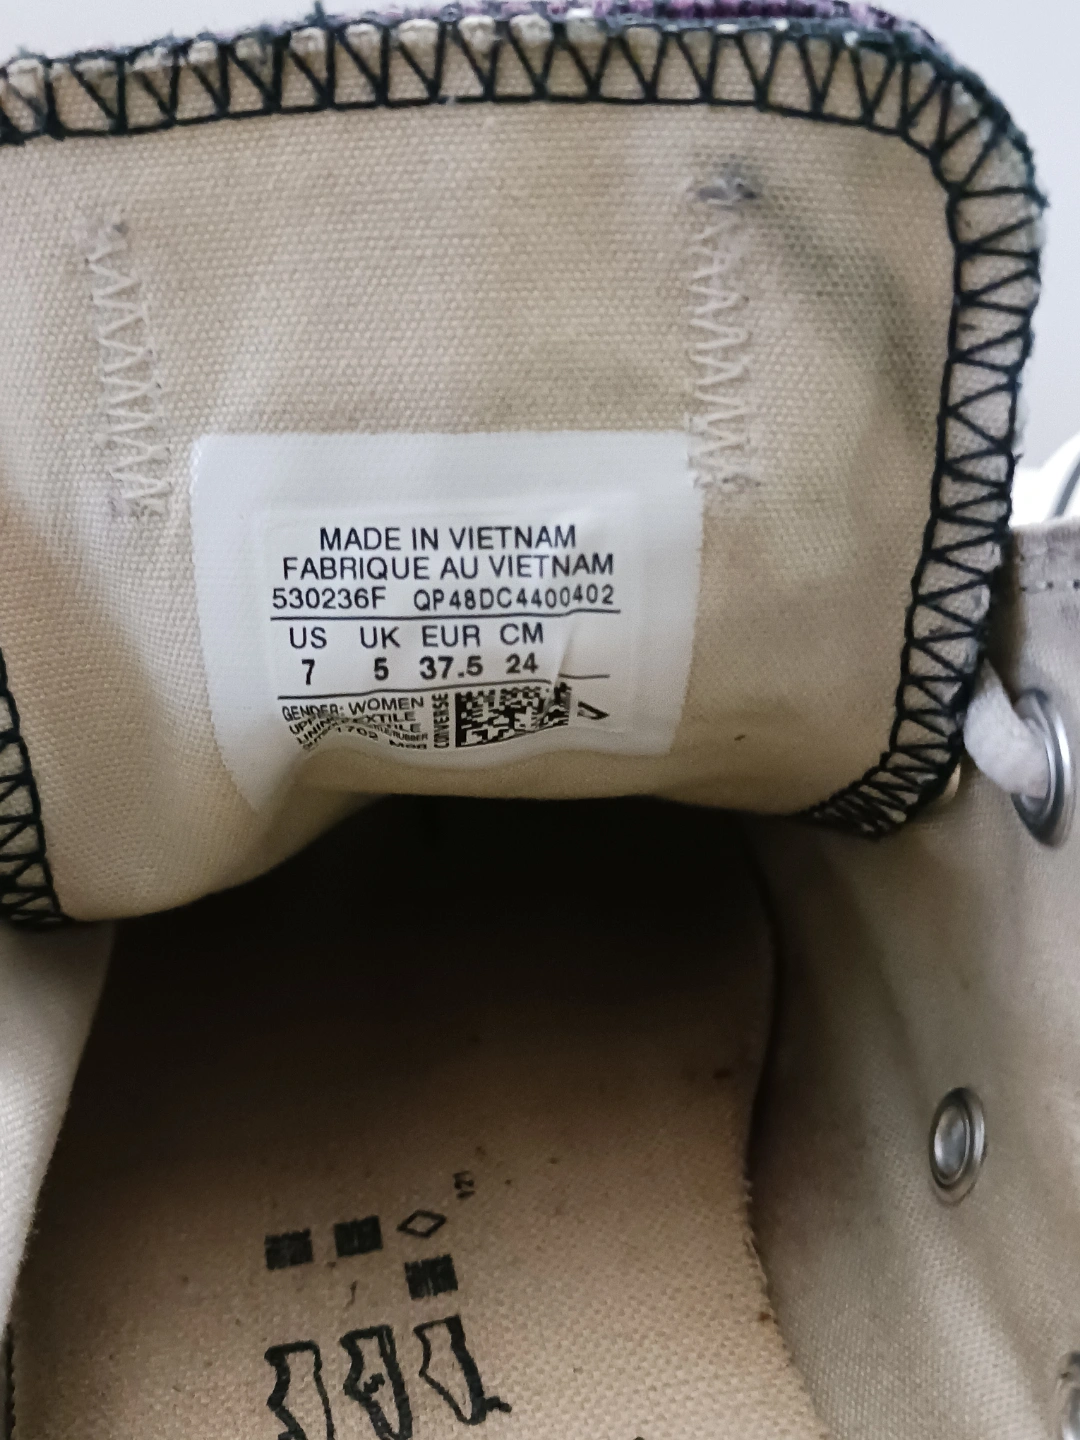 MADE IN VIETNAM
FABRIQUE AU VIETNAM
530236F QP48DC4400402
US UK EUR CM
7 5 37.5 24
GENDER: WOMEN
CONVERSE
121